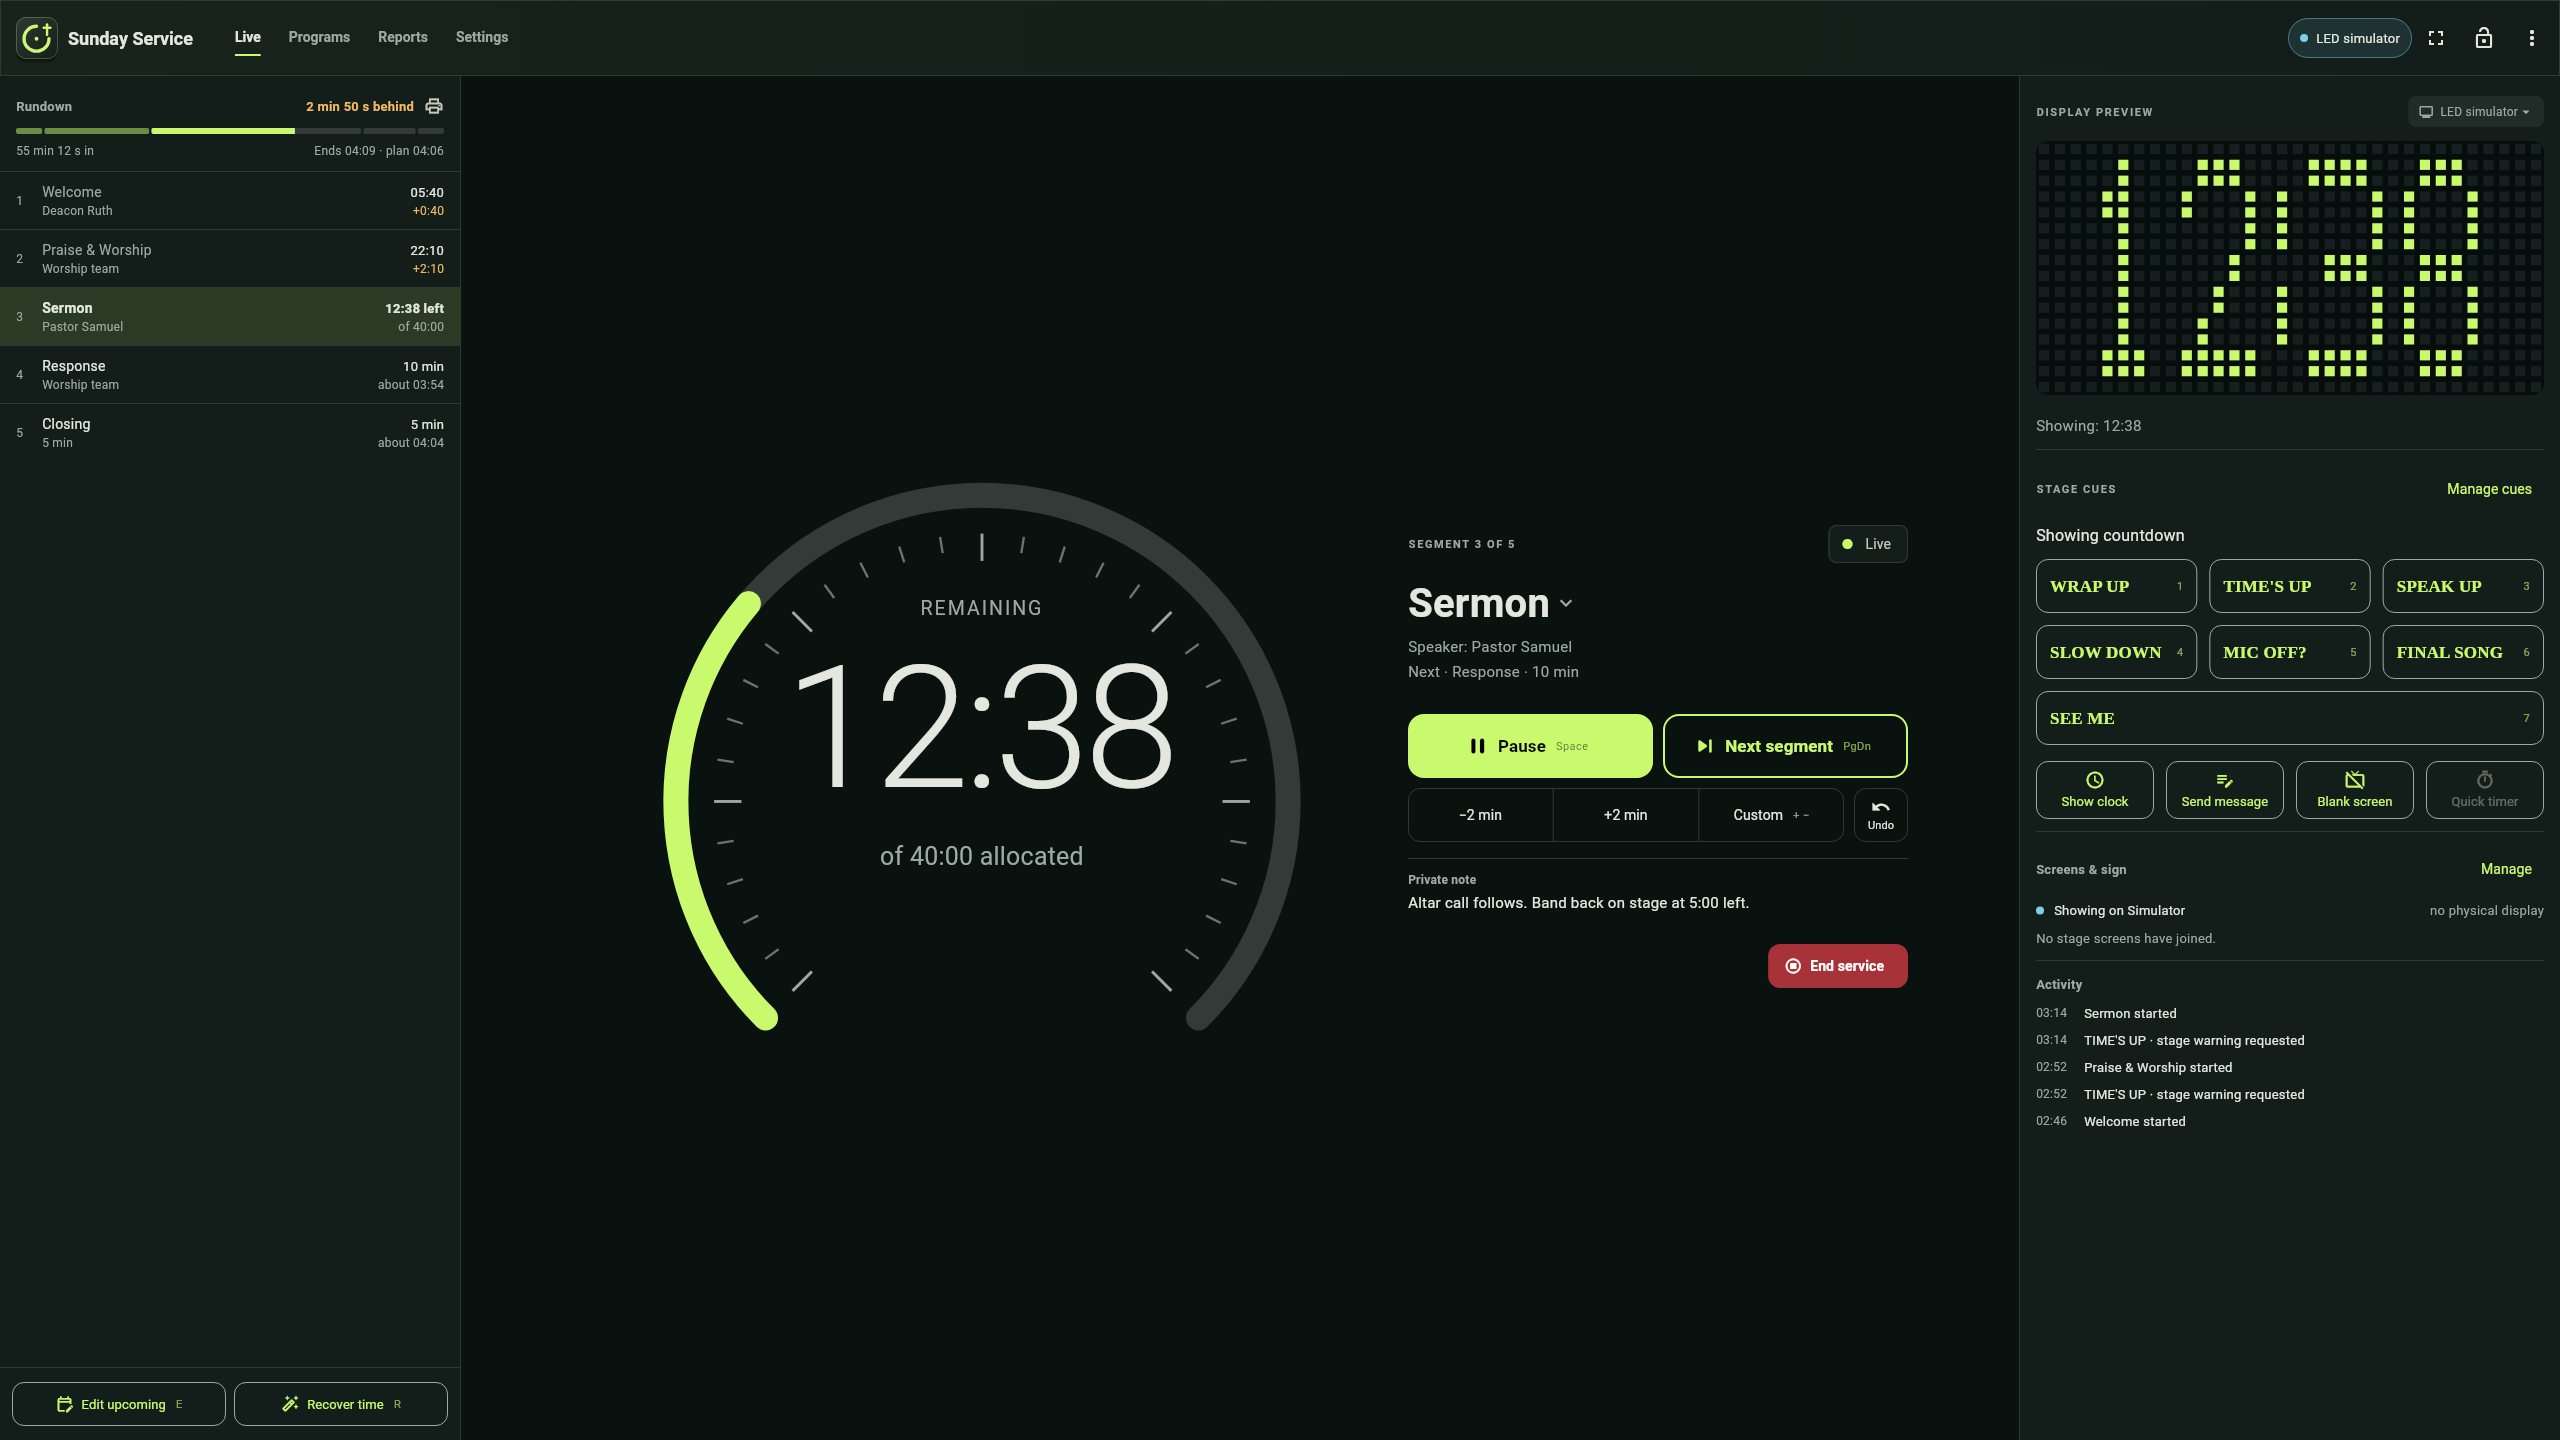 Sunday Service
Live
Programs
Reports
Settings
LED simulator
Rundown
2 min 50 s behind
55 min 12 s in
Ends 04:09 · plan 04:06
1
Welcome
05:40
Deacon Ruth
+0:40
2
Praise & Worship
22:10
Worship team
+2:10
3
Sermon
12:38 left
Pastor Samuel
of 40:00
4
Response
10 min
Worship team
about 03:54
5
Closing
5 min
5 min
about 04:04
Edit upcoming E
Recover time R
REMAINING
12:38
of 40:00 allocated
SEGMENT 3 OF 5
Live
Sermon
Speaker: Pastor Samuel
Next · Response · 10 min
Pause Space
Next segment PgDn
−2 min
+2 min
Custom + −
Undo
Private note
Altar call follows. Band back on stage at 5:00 left.
End service
DISPLAY PREVIEW
LED simulator
12:38
Showing: 12:38
STAGE CUES
Manage cues
Showing countdown
WRAP UP 1
TIME'S UP 2
SPEAK UP 3
SLOW DOWN 4
MIC OFF? 5
FINAL SONG 6
SEE ME 7
Show clock
Send message
Blank screen
Quick timer
Screens & sign
Manage
Showing on Simulator
no physical display
No stage screens have joined.
Activity
03:14 Sermon started
03:14 TIME'S UP · stage warning requested
02:52 Praise & Worship started
02:52 TIME'S UP · stage warning requested
02:46 Welcome started